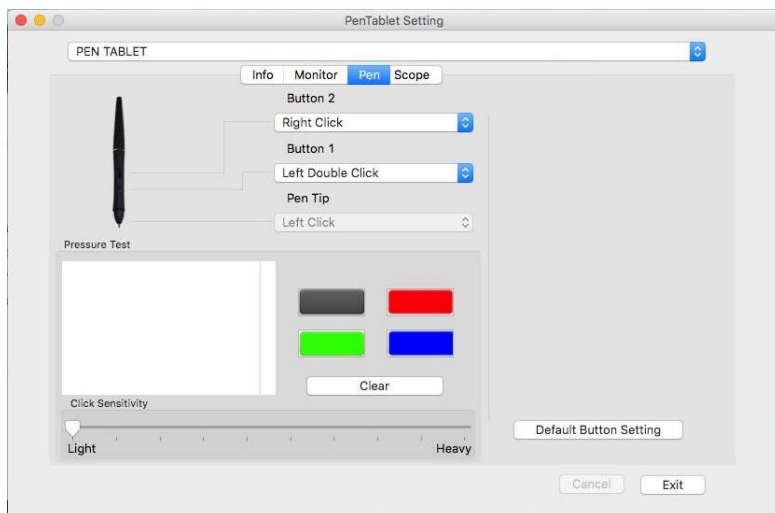 PenTablet Setting
PEN TABLET
Info Monitor Pen Scope
Button 2
Right Click
Button 1
Left Double Click
Pen Tip
Left Click
Pressure Test
Clear
Click Sensitivity
Light Heavy
Default Button Setting
Cancel Exit